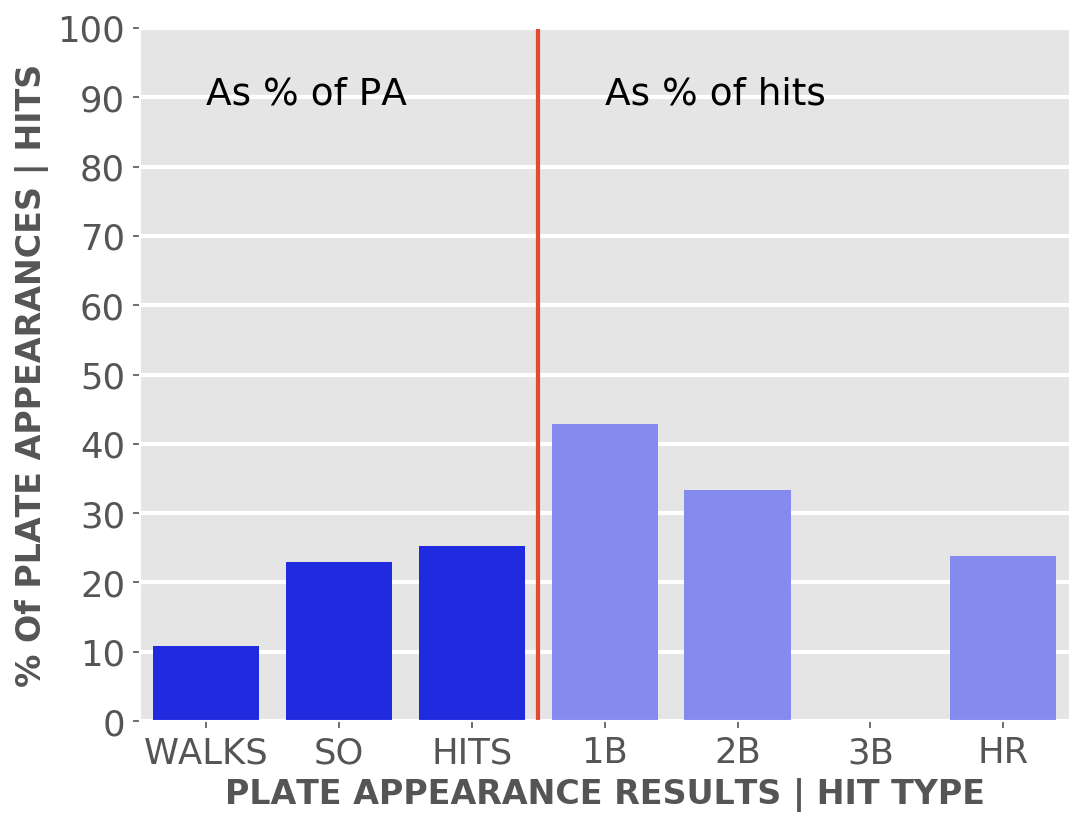 % Of PLATE APPEARANCES | HITS
100
90
80
70
60
50
40
30
20
10
0
As % of PA
As % of hits
WALKS SO HITS 1B 2B 3B HR
PLATE APPEARANCE RESULTS | HIT TYPE